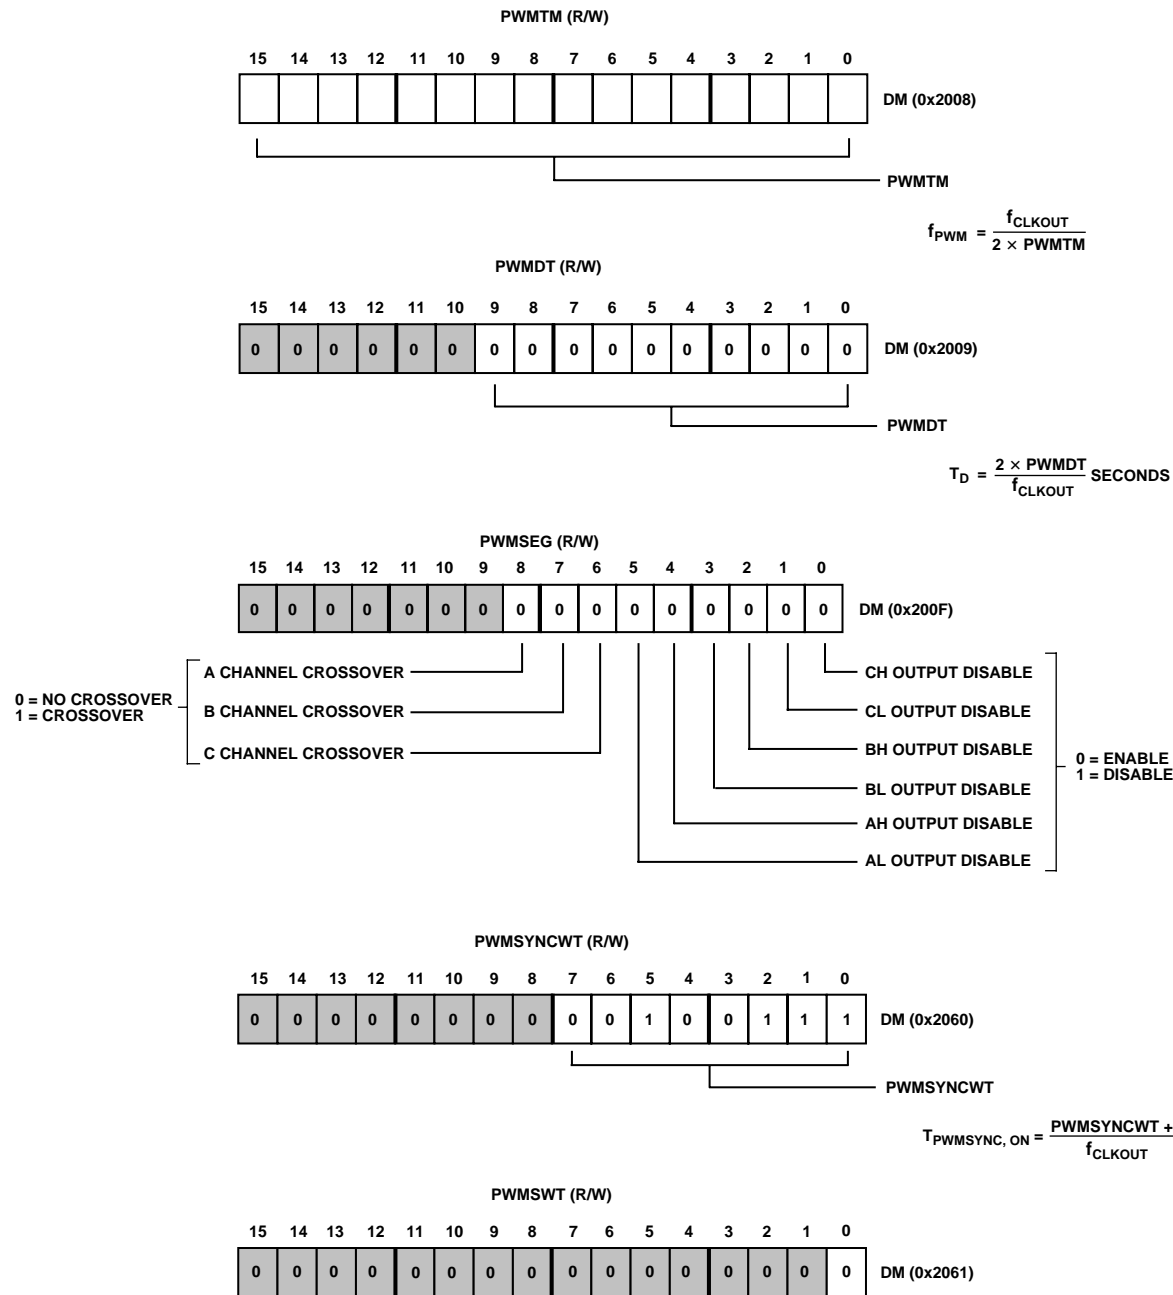 PWMTM (R/W)
15 14 13 12 11 10 9 8 7 6 5 4 3 2 1 0
DM (0x2008)
PWMTM
f_PWM = f_CLKOUT / 2 × PWMTM
PWMDT (R/W)
15 14 13 12 11 10 9 8 7 6 5 4 3 2 1 0
0 0 0 0 0 0 0 0 0 0 0 0 0 0 0 0 DM (0x2009)
PWMDT
T_D = 2 × PWMDT / f_CLKOUT SECONDS
PWMSEG (R/W)
15 14 13 12 11 10 9 8 7 6 5 4 3 2 1 0
0 0 0 0 0 0 0 0 0 0 0 0 0 0 0 0 DM (0x200F)
0 = NO CROSSOVER
1 = CROSSOVER
A CHANNEL CROSSOVER
B CHANNEL CROSSOVER
C CHANNEL CROSSOVER
CH OUTPUT DISABLE
CL OUTPUT DISABLE
BH OUTPUT DISABLE
BL OUTPUT DISABLE
AH OUTPUT DISABLE
AL OUTPUT DISABLE
0 = ENABLE
1 = DISABLE
PWMSYNCWT (R/W)
15 14 13 12 11 10 9 8 7 6 5 4 3 2 1 0
0 0 0 0 0 0 0 0 0 0 1 0 0 1 1 1 DM (0x2060)
PWMSYNCWT
T_PWMSYNC, ON = PWMSYNCWT + / f_CLKOUT
PWMSWT (R/W)
15 14 13 12 11 10 9 8 7 6 5 4 3 2 1 0
0 0 0 0 0 0 0 0 0 0 0 0 0 0 0 0 DM (0x2061)